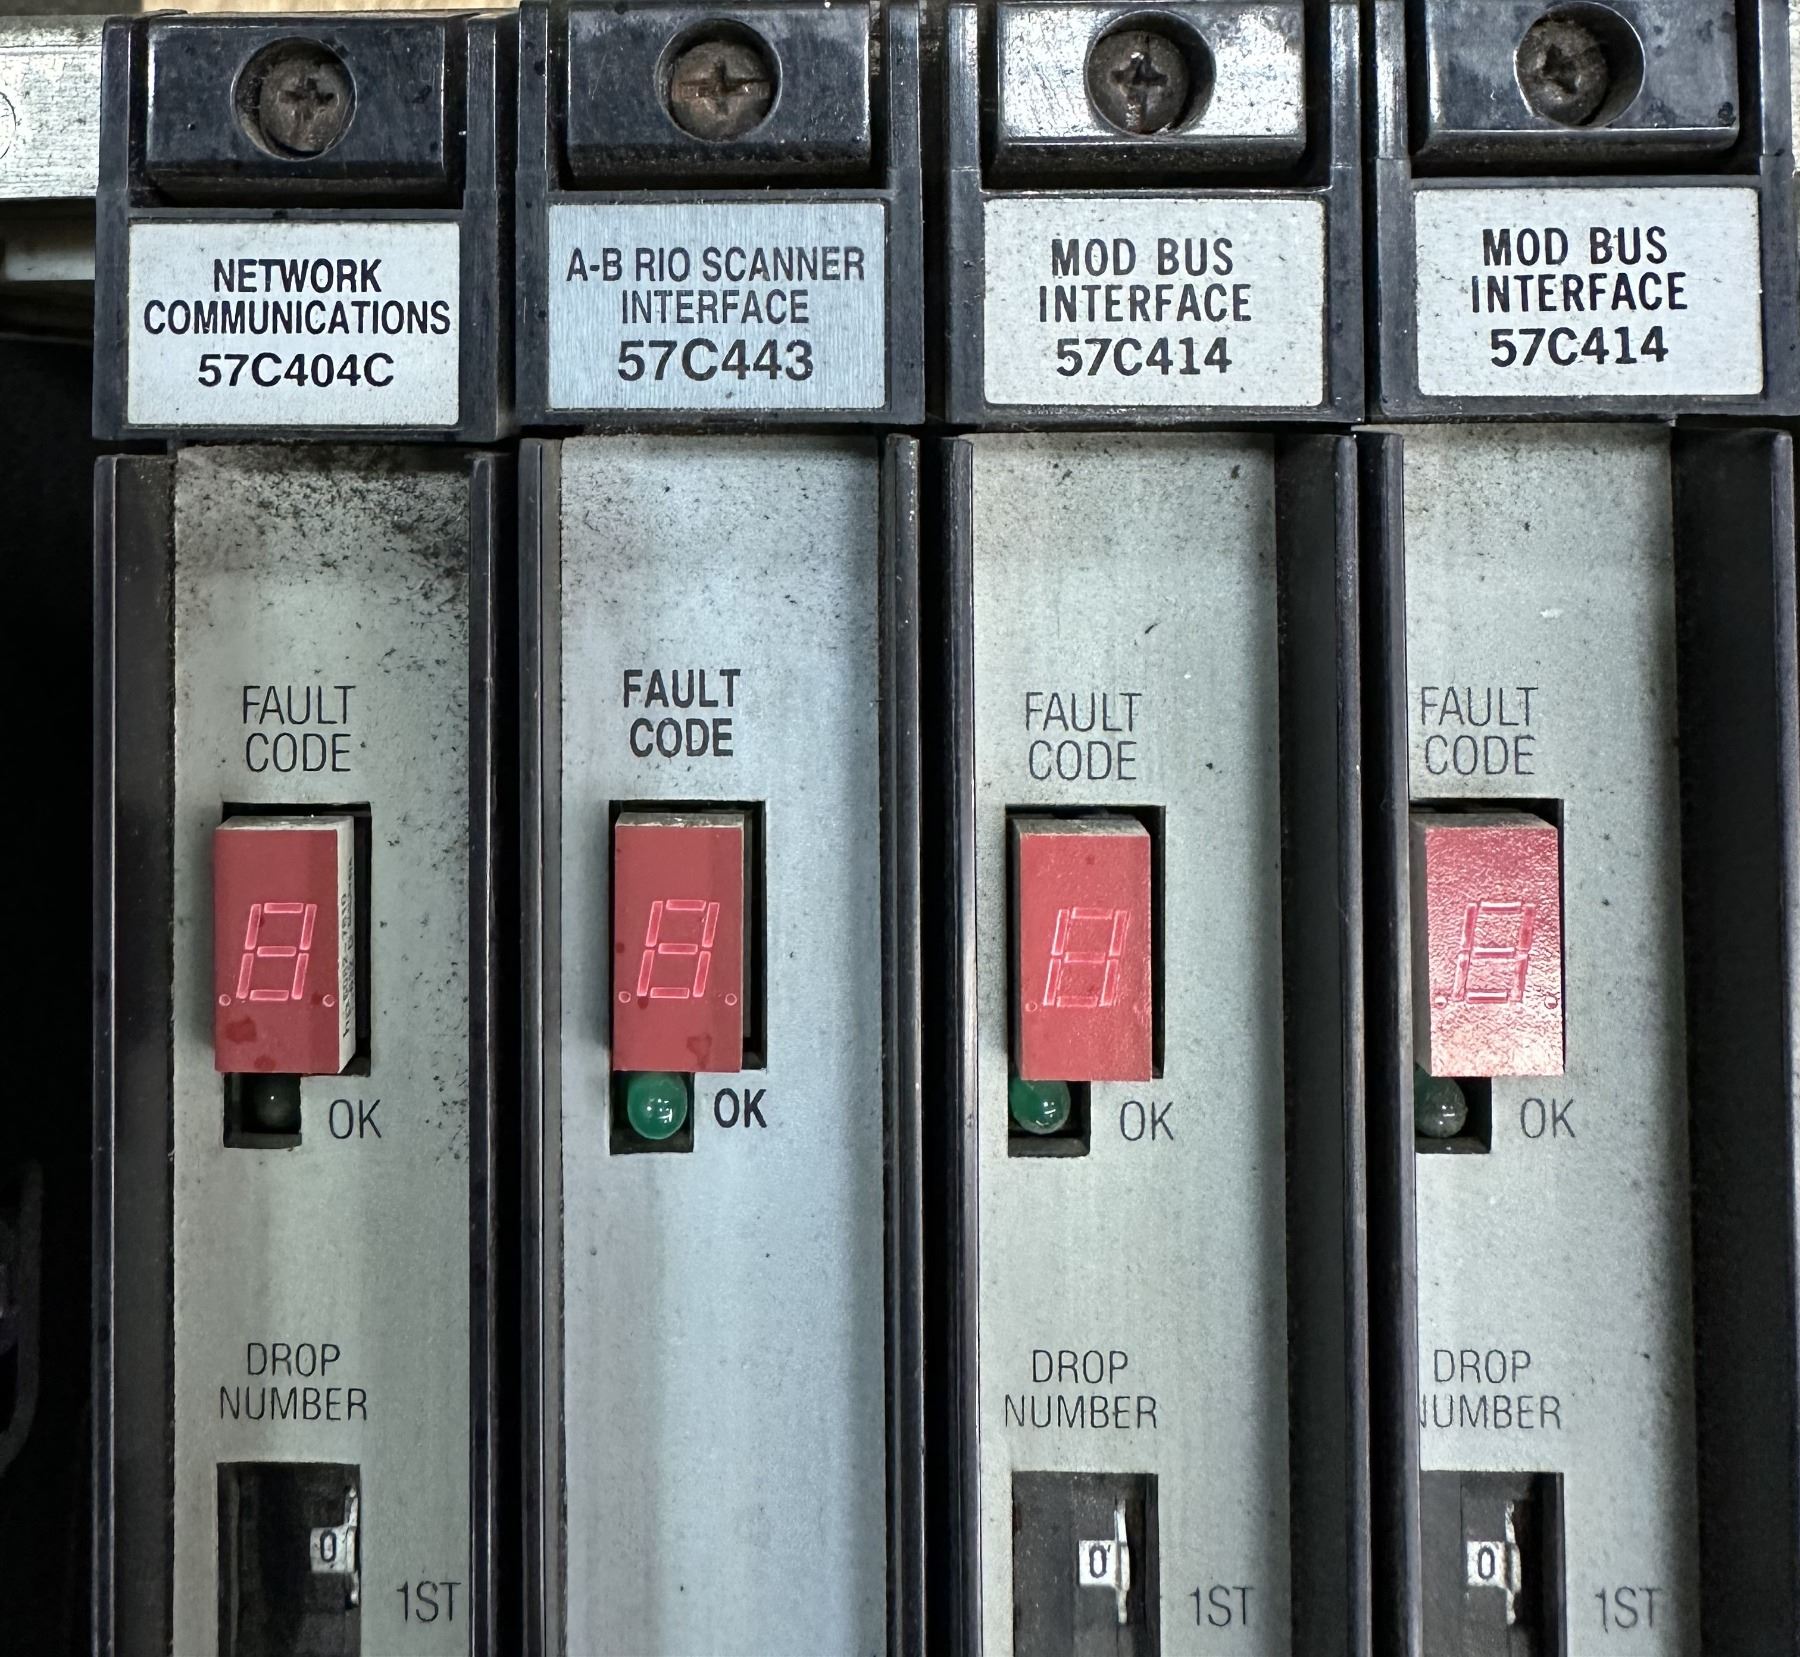 NETWORK
COMMUNICATIONS
57C404C
FAULT
CODE
OK
DROP
NUMBER
0
1ST
A-B RIO SCANNER
INTERFACE
57C443
FAULT
CODE
OK
MOD BUS
INTERFACE
57C414
FAULT
CODE
OK
DROP
NUMBER
0
1ST
MOD BUS
INTERFACE
57C414
FAULT
CODE
OK
DROP
NUMBER
0
1ST